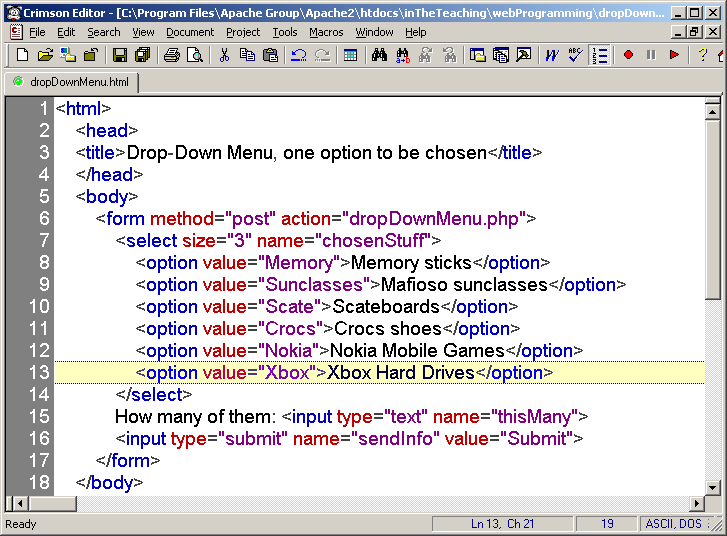 Crimson Editor - [C:\Program Files\Apache Group\Apache2\htdocs\inTheTeaching\webProgramming\dropDown...
File Edit Search View Document Project Tools Macros Window Help
dropDownMenu.html
1 <html>
2 <head>
3 <title>Drop-Down Menu, one option to be chosen</title>
4 </head>
5 <body>
6 <form method="post" action="dropDownMenu.php">
7 <select size="3" name="chosenStuff">
8 <option value="Memory">Memory sticks</option>
9 <option value="Sunclasses">Mafioso sunclasses</option>
10 <option value="Scate">Scateboards</option>
11 <option value="Crocs">Crocs shoes</option>
12 <option value="Nokia">Nokia Mobile Games</option>
13 <option value="Xbox">Xbox Hard Drives</option>
14 </select>
15 How many of them: <input type="text" name="thisMany">
16 <input type="submit" name="sendInfo" value="Submit">
17 </form>
18 </body>
Ready Ln 13, Ch 21 19 ASCII, DOS